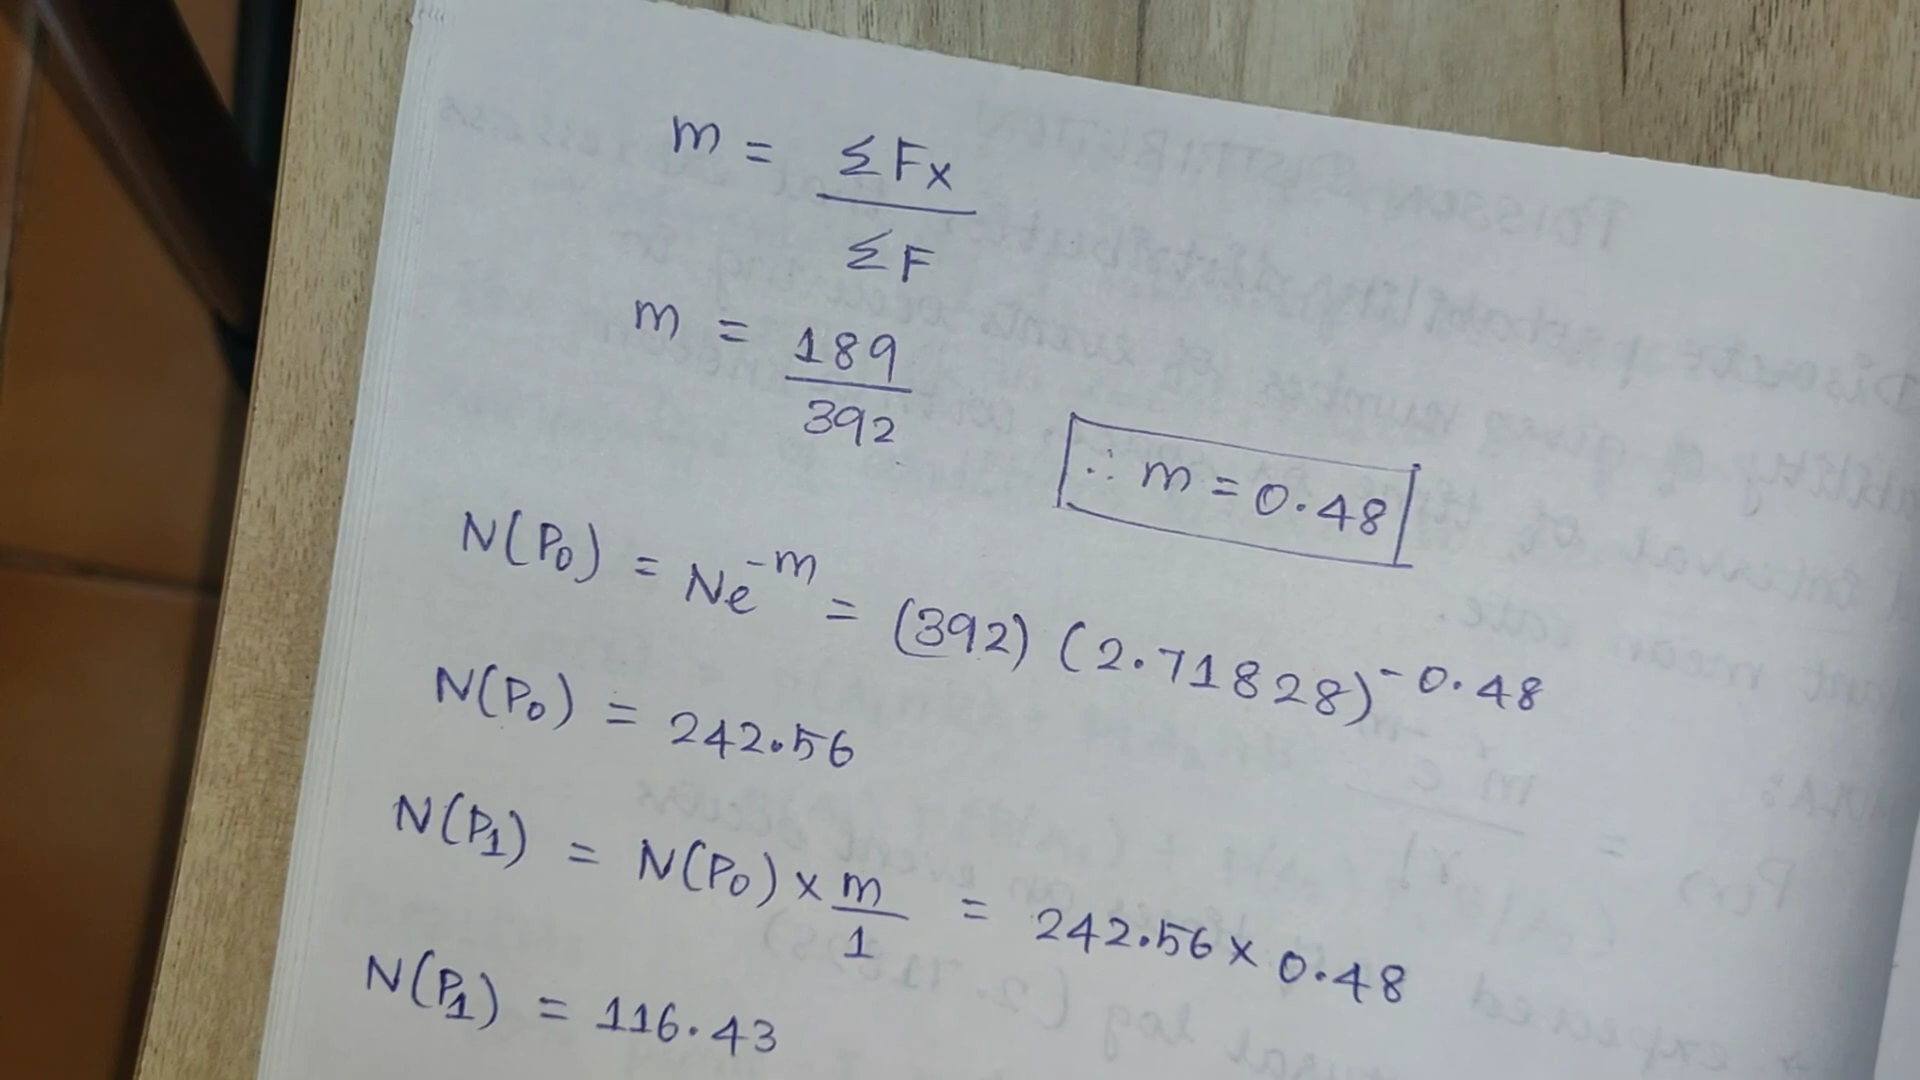 m = ΣFx / ΣF
m = 189 / 392
∴ m = 0.48
N(P₀) = Ne⁻ᵐ = (392) (2.71828)⁻⁰·⁴⁸
N(P₀) = 242.56
N(P₁) = N(P₀) × m / 1 = 242.56 × 0.48
N(P₁) = 116.43